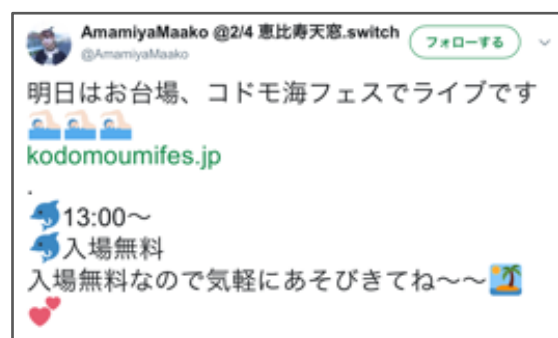 AmamiyaMaako @2/4 恵比寿天窓.switch
フォローする
@AmamiyaMaako
明日はお台場、コドモ海フェスでライブです
🏊🏻🏊🏻🏊🏻
kodomoumifes.jp
.
🐬13:00〜
🐬入場無料
入場無料なので気軽にあそびきてね〜〜🏝
💕